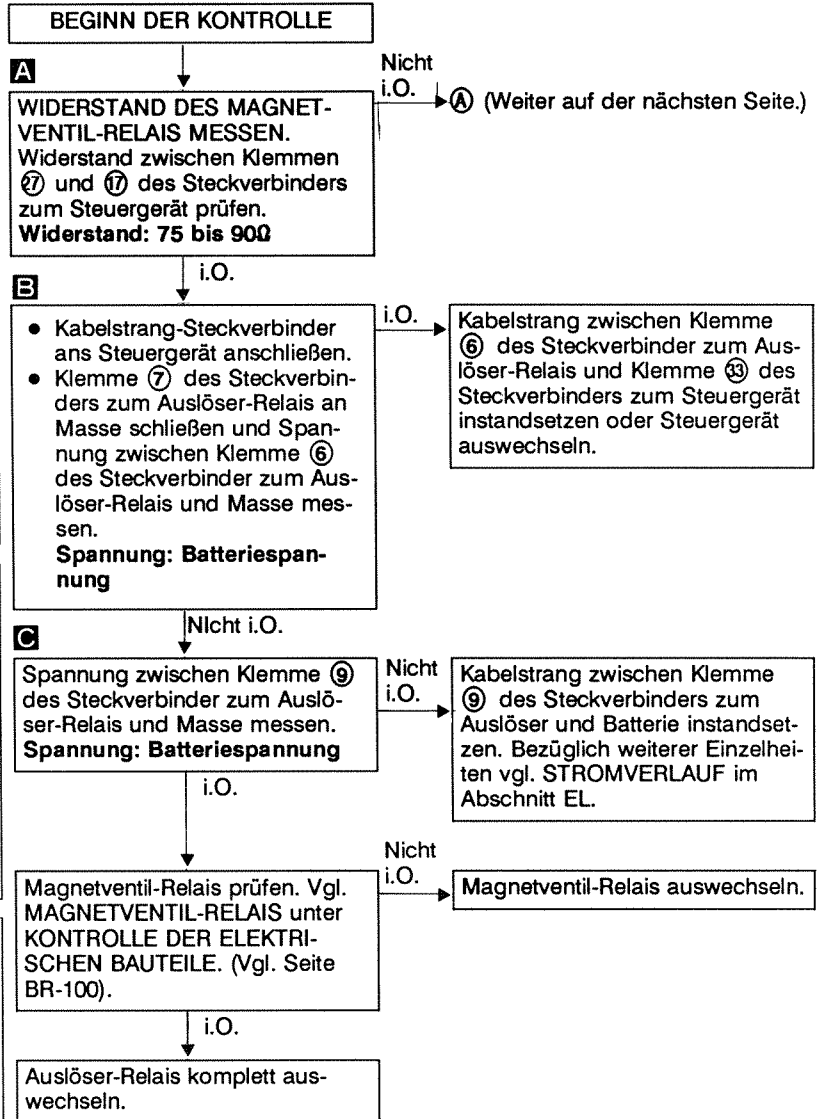 BEGINN DER KONTROLLE
A
Nicht
i.O.
WIDERSTAND DES MAGNET-
VENTIL-RELAIS MESSEN.
Widerstand zwischen Klemmen
㉗ und ⑰ des Steckverbinders
zum Steuergerät prüfen.
Widerstand: 75 bis 90Ω
Ⓐ (Weiter auf der nächsten Seite.)
i.O.
B
● Kabelstrang-Steckverbinder
ans Steuergerät anschließen.
● Klemme ⑦ des Steckverbin-
ders zum Auslöser-Relais an
Masse schließen und Span-
nung zwischen Klemme ⑥
des Steckverbinder zum Aus-
löser-Relais und Masse mes-
sen.
Spannung: Batteriespan-
nung
i.O.
Kabelstrang zwischen Klemme
⑥ des Steckverbinder zum Aus-
löser-Relais und Klemme ㉝ des
Steckverbinders zum Steuergerät
instandsetzen oder Steuergerät
auswechseln.
NIcht i.O.
C
Spannung zwischen Klemme ⑨
des Steckverbinder zum Auslö-
ser-Relais und Masse messen.
Spannung: Batteriespannung
Nicht
i.O.
Kabelstrang zwischen Klemme
⑨ des Steckverbinders zum
Auslöser und Batterie instandset-
zen. Bezüglich weiterer Einzelhei-
ten vgl. STROMVERLAUF im
Abschnitt EL.
i.O.
Magnetventil-Relais prüfen. Vgl.
MAGNETVENTIL-RELAIS unter
KONTROLLE DER ELEKTRI-
SCHEN BAUTEILE. (Vgl. Seite
BR-100).
Nicht
i.O.
Magnetventil-Relais auswechseln.
i.O.
Auslöser-Relais komplett aus-
wechseln.